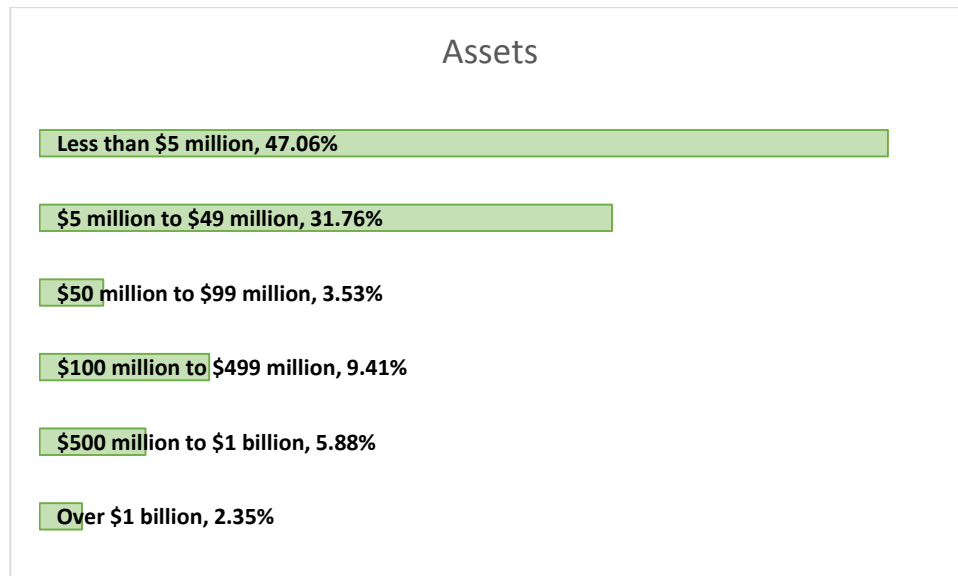 Assets
Less than $5 million, 47.06%
$5 million to $49 million, 31.76%
$50 million to $99 million, 3.53%
$100 million to $499 million, 9.41%
$500 million to $1 billion, 5.88%
Over $1 billion, 2.35%